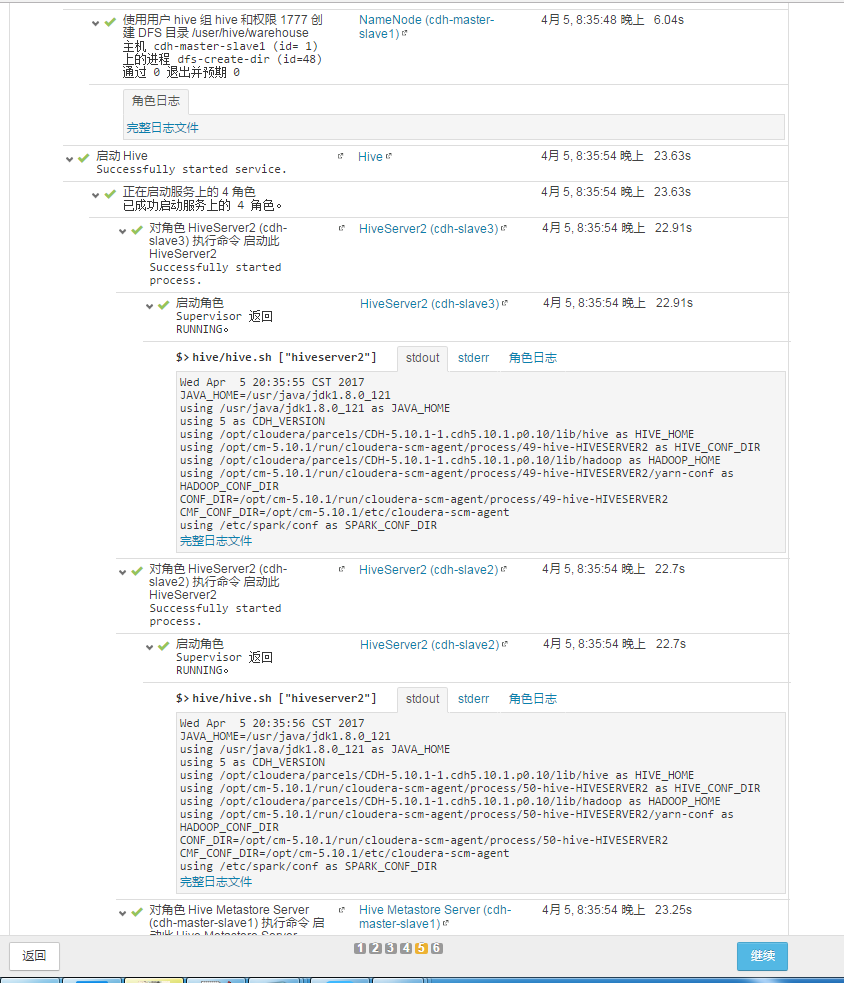 使用用户 hive 组 hive 和权限 1777 创 NameNode (cdh-master- 4月 5, 8:35:48 晚上 6.04s
建 DFS 目录 /user/hive/warehouse slave1)
主机 cdh-master-slave1 (id= 1)
上的进程 dfs-create-dir (id=48)
通过 0 退出并预期 0
角色日志
完整日志文件
启动 Hive Hive 4月 5, 8:35:54 晚上 23.63s
Successfully started service.
正在启动服务上的 4 角色 4月 5, 8:35:54 晚上 23.63s
已成功启动服务上的 4 角色。
对角色 HiveServer2 (cdh- HiveServer2 (cdh-slave3) 4月 5, 8:35:54 晚上 22.91s
slave3) 执行命令 启动此
HiveServer2
Successfully started
process.
启动角色 HiveServer2 (cdh-slave3) 4月 5, 8:35:54 晚上 22.91s
Supervisor 返回
RUNNING。
$> hive/hive.sh ["hiveserver2"] stdout stderr 角色日志
Wed Apr  5 20:35:55 CST 2017
JAVA_HOME=/usr/java/jdk1.8.0_121
using /usr/java/jdk1.8.0_121 as JAVA_HOME
using 5 as CDH_VERSION
using /opt/cloudera/parcels/CDH-5.10.1-1.cdh5.10.1.p0.10/lib/hive as HIVE_HOME
using /opt/cm-5.10.1/run/cloudera-scm-agent/process/49-hive-HIVESERVER2 as HIVE_CONF_DIR
using /opt/cloudera/parcels/CDH-5.10.1-1.cdh5.10.1.p0.10/lib/hadoop as HADOOP_HOME
using /opt/cm-5.10.1/run/cloudera-scm-agent/process/49-hive-HIVESERVER2/yarn-conf as
HADOOP_CONF_DIR
CONF_DIR=/opt/cm-5.10.1/run/cloudera-scm-agent/process/49-hive-HIVESERVER2
CMF_CONF_DIR=/opt/cm-5.10.1/etc/cloudera-scm-agent
using /etc/spark/conf as SPARK_CONF_DIR
完整日志文件
对角色 HiveServer2 (cdh- HiveServer2 (cdh-slave2) 4月 5, 8:35:54 晚上 22.7s
slave2) 执行命令 启动此
HiveServer2
Successfully started
process.
启动角色 HiveServer2 (cdh-slave2) 4月 5, 8:35:54 晚上 22.7s
Supervisor 返回
RUNNING。
$> hive/hive.sh ["hiveserver2"] stdout stderr 角色日志
Wed Apr  5 20:35:56 CST 2017
JAVA_HOME=/usr/java/jdk1.8.0_121
using /usr/java/jdk1.8.0_121 as JAVA_HOME
using 5 as CDH_VERSION
using /opt/cloudera/parcels/CDH-5.10.1-1.cdh5.10.1.p0.10/lib/hive as HIVE_HOME
using /opt/cm-5.10.1/run/cloudera-scm-agent/process/50-hive-HIVESERVER2 as HIVE_CONF_DIR
using /opt/cloudera/parcels/CDH-5.10.1-1.cdh5.10.1.p0.10/lib/hadoop as HADOOP_HOME
using /opt/cm-5.10.1/run/cloudera-scm-agent/process/50-hive-HIVESERVER2/yarn-conf as
HADOOP_CONF_DIR
CONF_DIR=/opt/cm-5.10.1/run/cloudera-scm-agent/process/50-hive-HIVESERVER2
CMF_CONF_DIR=/opt/cm-5.10.1/etc/cloudera-scm-agent
using /etc/spark/conf as SPARK_CONF_DIR
完整日志文件
对角色 Hive Metastore Server Hive Metastore Server (cdh- 4月 5, 8:35:54 晚上 23.25s
(cdh-master-slave1) 执行命令 启 master-slave1)
动此 Hive Metastore Server
返回 1 2 3 4 5 6 继续